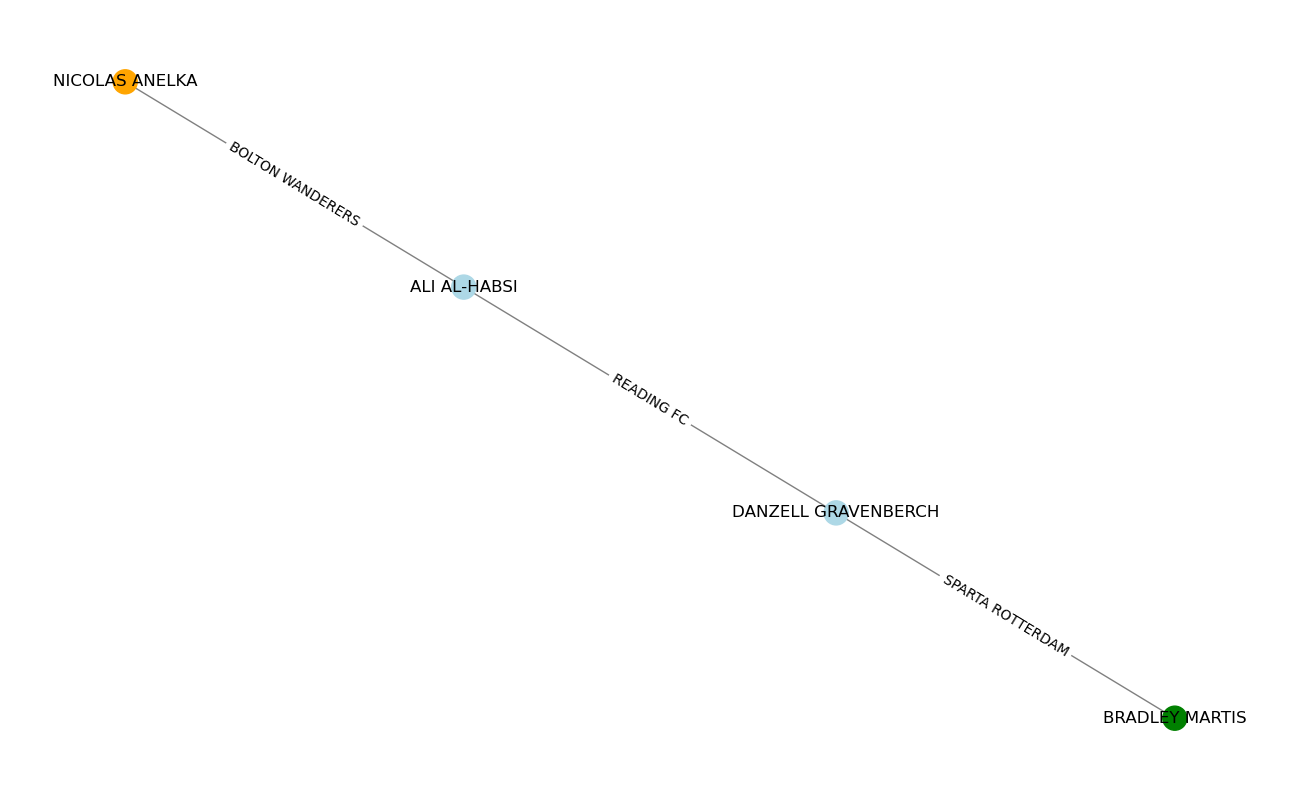 NICOLAS ANELKA
BOLTON WANDERERS
ALI AL-HABSI
READING FC
DANZELL GRAVENBERCH
SPARTA ROTTERDAM
BRADLEY MARTIS